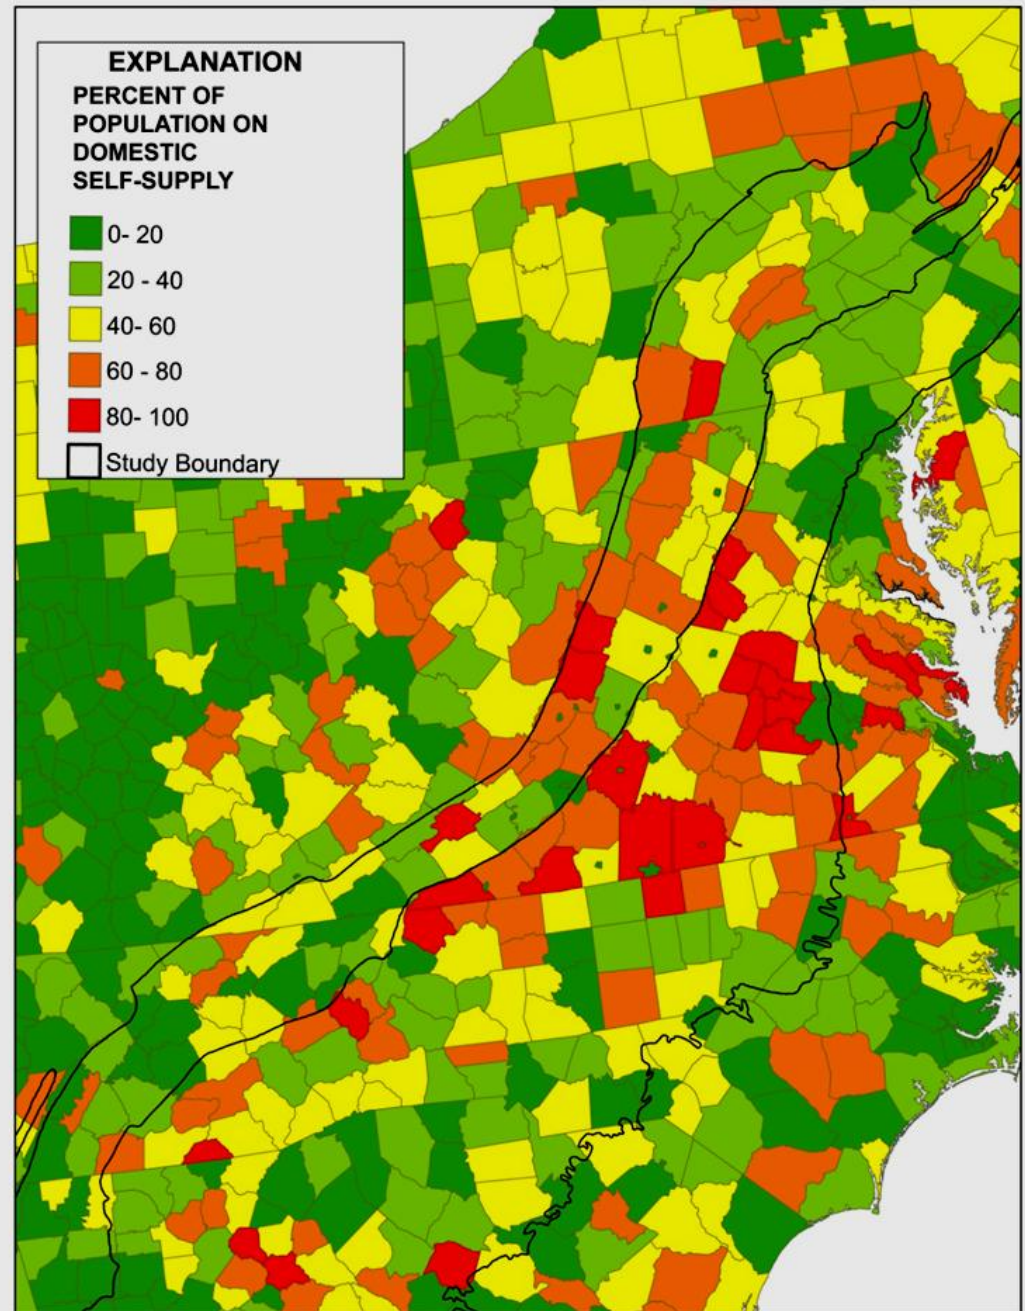 EXPLANATION
PERCENT OF
POPULATION ON
DOMESTIC
SELF-SUPPLY
0- 20
20 - 40
40- 60
60 - 80
80- 100
Study Boundary